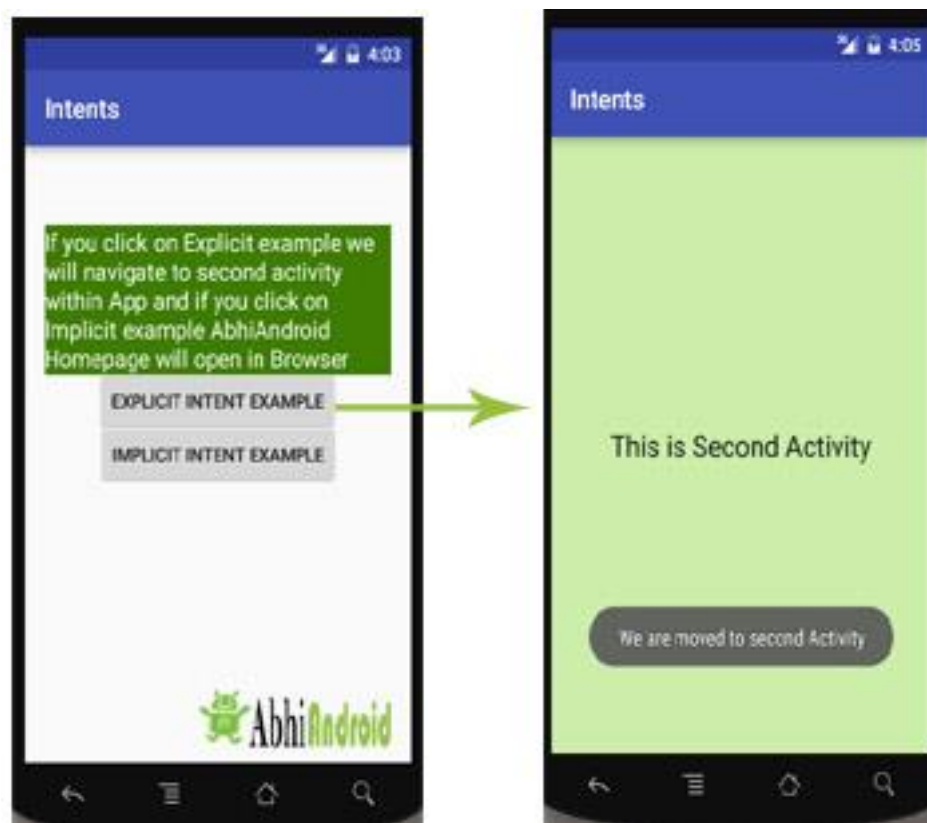 4:03
Intents
If you click on Explicit example we
will navigate to second activity
within App and if you click on
Implicit example AbhiAndroid
Homepage will open in Browser
EXPLICIT INTENT EXAMPLE
IMPLICIT INTENT EXAMPLE
AbhiAndroid
4:05
Intents
This is Second Activity
We are moved to second Activity